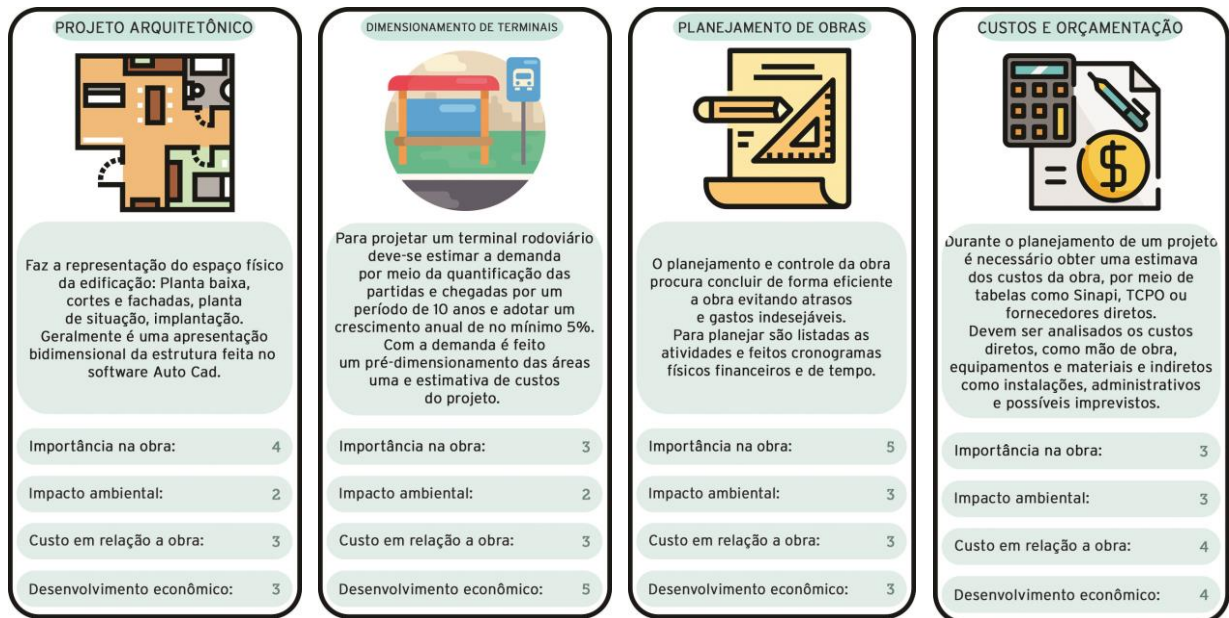 PROJETO ARQUITETÔNICO
Faz a representação do espaço físico
da edificação: Planta baixa,
cortes e fachadas, planta
de situação, implantação.
Geralmente é uma apresentação
bidimensional da estrutura feita no
software Auto Cad.
Importância na obra: 4
Impacto ambiental: 2
Custo em relação a obra: 3
Desenvolvimento econômico: 3
DIMENSIONAMENTO DE TERMINAIS
Para projetar um terminal rodoviário
deve-se estimar a demanda
por meio da quantificação das
partidas e chegadas por um
período de 10 anos e adotar um
crescimento anual de no mínimo 5%.
Com a demanda é feito
um pré-dimensionamento das áreas
uma e estimativa de custos
do projeto.
Importância na obra: 3
Impacto ambiental: 2
Custo em relação a obra: 3
Desenvolvimento econômico: 5
PLANEJAMENTO DE OBRAS
O planejamento e controle da obra
procura concluir de forma eficiente
a obra evitando atrasos
e gastos indesejáveis.
Para planejar são listadas as
atividades e feitos cronogramas
físicos financeiros e de tempo.
Importância na obra: 5
Impacto ambiental: 3
Custo em relação a obra: 3
Desenvolvimento econômico: 3
CUSTOS E ORÇAMENTAÇÃO
$
Durante o planejamento de um projeto
é necessário obter uma estimava
dos custos da obra, por meio de
tabelas como Sinapi, TCPO ou
fornecedores diretos.
Devem ser analisados os custos
diretos, como mão de obra,
equipamentos e materiais e indiretos
como instalações, administrativos
e possíveis imprevistos.
Importância na obra: 3
Impacto ambiental: 3
Custo em relação a obra: 4
Desenvolvimento econômico: 4